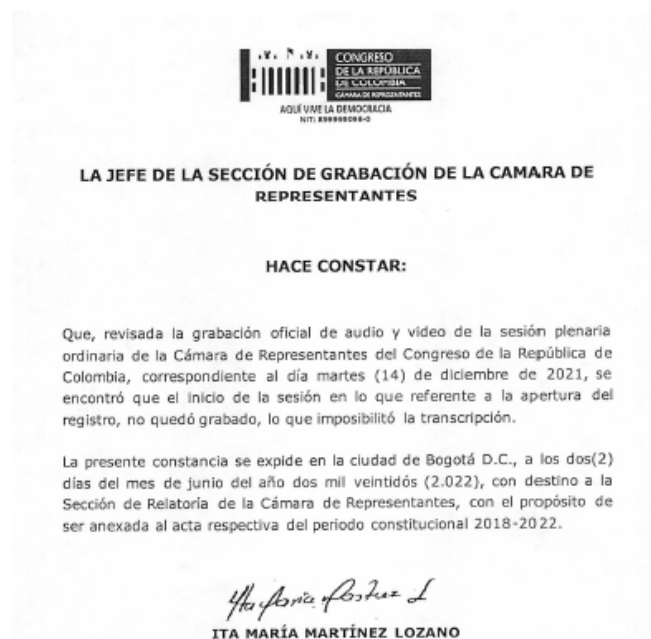 CONGRESO
DE LA REPÚBLICA
DE COLOMBIA
CÁMARA DE REPRESENTANTES
AQUÍ VIVE LA DEMOCRACIA
NIT: 899999098-0
LA JEFE DE LA SECCIÓN DE GRABACIÓN DE LA CAMARA DE
REPRESENTANTES
HACE CONSTAR:
Que, revisada la grabación oficial de audio y video de la sesión plenaria
ordinaria de la Cámara de Representantes del Congreso de la República de
Colombia, correspondiente al día martes (14) de diciembre de 2021, se
encontró que el inicio de la sesión en lo que referente a la apertura del
registro, no quedó grabado, lo que imposibilitó la transcripción.
La presente constancia se expide en la ciudad de Bogotá D.C., a los dos(2)
días del mes de junio del año dos mil veintidós (2.022), con destino a la
Sección de Relatoría de la Cámara de Representantes, con el propósito de
ser anexada al acta respectiva del periodo constitucional 2018-2022.
ITA MARÍA MARTÍNEZ LOZANO